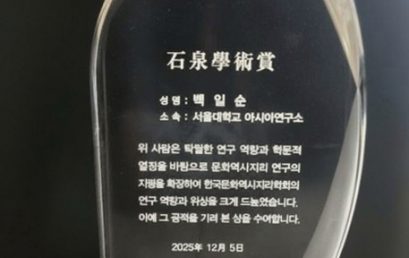 石泉學術賞
성명 : 백일순
소속 : 서울대학교 아시아연구소
위 사람은 탁월한 연구 역량과 학문적
열정을 바탕으로 문화역사지리 연구의
지평을 확장하여 한국문화역사지리학회의
연구 역량과 위상을 크게 드높였습니다.
이에 그 공적을 기려 본 상을 수여합니다.
2025년 12월 5일